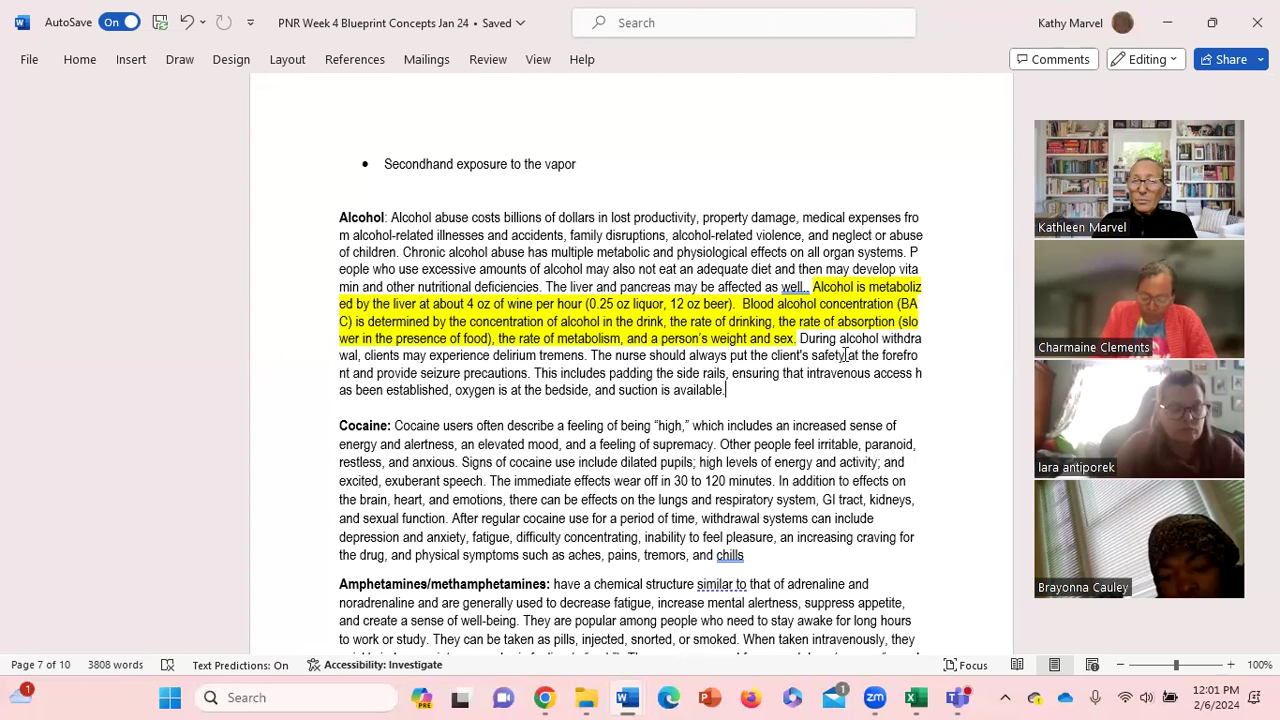 AutoSave On PNR Week 4 Blueprint Concepts Jan 24 • Saved Search Kathy Marvel
File Home Insert Draw Design Layout References Mailings Review View Help Comments Editing Share
• Secondhand exposure to the vapor
Alcohol: Alcohol abuse costs billions of dollars in lost productivity, property damage, medical expenses fro
m alcohol-related illnesses and accidents, family disruptions, alcohol-related violence, and neglect or abuse
of children. Chronic alcohol abuse has multiple metabolic and physiological effects on all organ systems. P
eople who use excessive amounts of alcohol may also not eat an adequate diet and then may develop vita
min and other nutritional deficiencies. The liver and pancreas may be affected as well.. Alcohol is metaboliz
ed by the liver at about 4 oz of wine per hour (0.25 oz liquor, 12 oz beer). Blood alcohol concentration (BA
C) is determined by the concentration of alcohol in the drink, the rate of drinking, the rate of absorption (slo
wer in the presence of food), the rate of metabolism, and a person's weight and sex. During alcohol withdra
wal, clients may experience delirium tremens. The nurse should always put the client's safety at the forefro
nt and provide seizure precautions. This includes padding the side rails, ensuring that intravenous access h
as been established, oxygen is at the bedside, and suction is available.
Cocaine: Cocaine users often describe a feeling of being “high,” which includes an increased sense of
energy and alertness, an elevated mood, and a feeling of supremacy. Other people feel irritable, paranoid,
restless, and anxious. Signs of cocaine use include dilated pupils; high levels of energy and activity; and
excited, exuberant speech. The immediate effects wear off in 30 to 120 minutes. In addition to effects on
the brain, heart, and emotions, there can be effects on the lungs and respiratory system, GI tract, kidneys,
and sexual function. After regular cocaine use for a period of time, withdrawal systems can include
depression and anxiety, fatigue, difficulty concentrating, inability to feel pleasure, an increasing craving for
the drug, and physical symptoms such as aches, pains, tremors, and chills
Amphetamines/methamphetamines: have a chemical structure similar to that of adrenaline and
noradrenaline and are generally used to decrease fatigue, increase mental alertness, suppress appetite,
and create a sense of well-being. They are popular among people who need to stay awake for long hours
to work or study. They can be taken as pills, injected, snorted, or smoked. When taken intravenously, they
Kathleen Marvel
Charmaine Clements
lara antiporek
Brayonna Cauley
Page 7 of 10 3808 words Text Predictions: On Accessibility: Investigate Focus 100%
1 Search PRE 1 zm 12:01 PM
2/6/2024